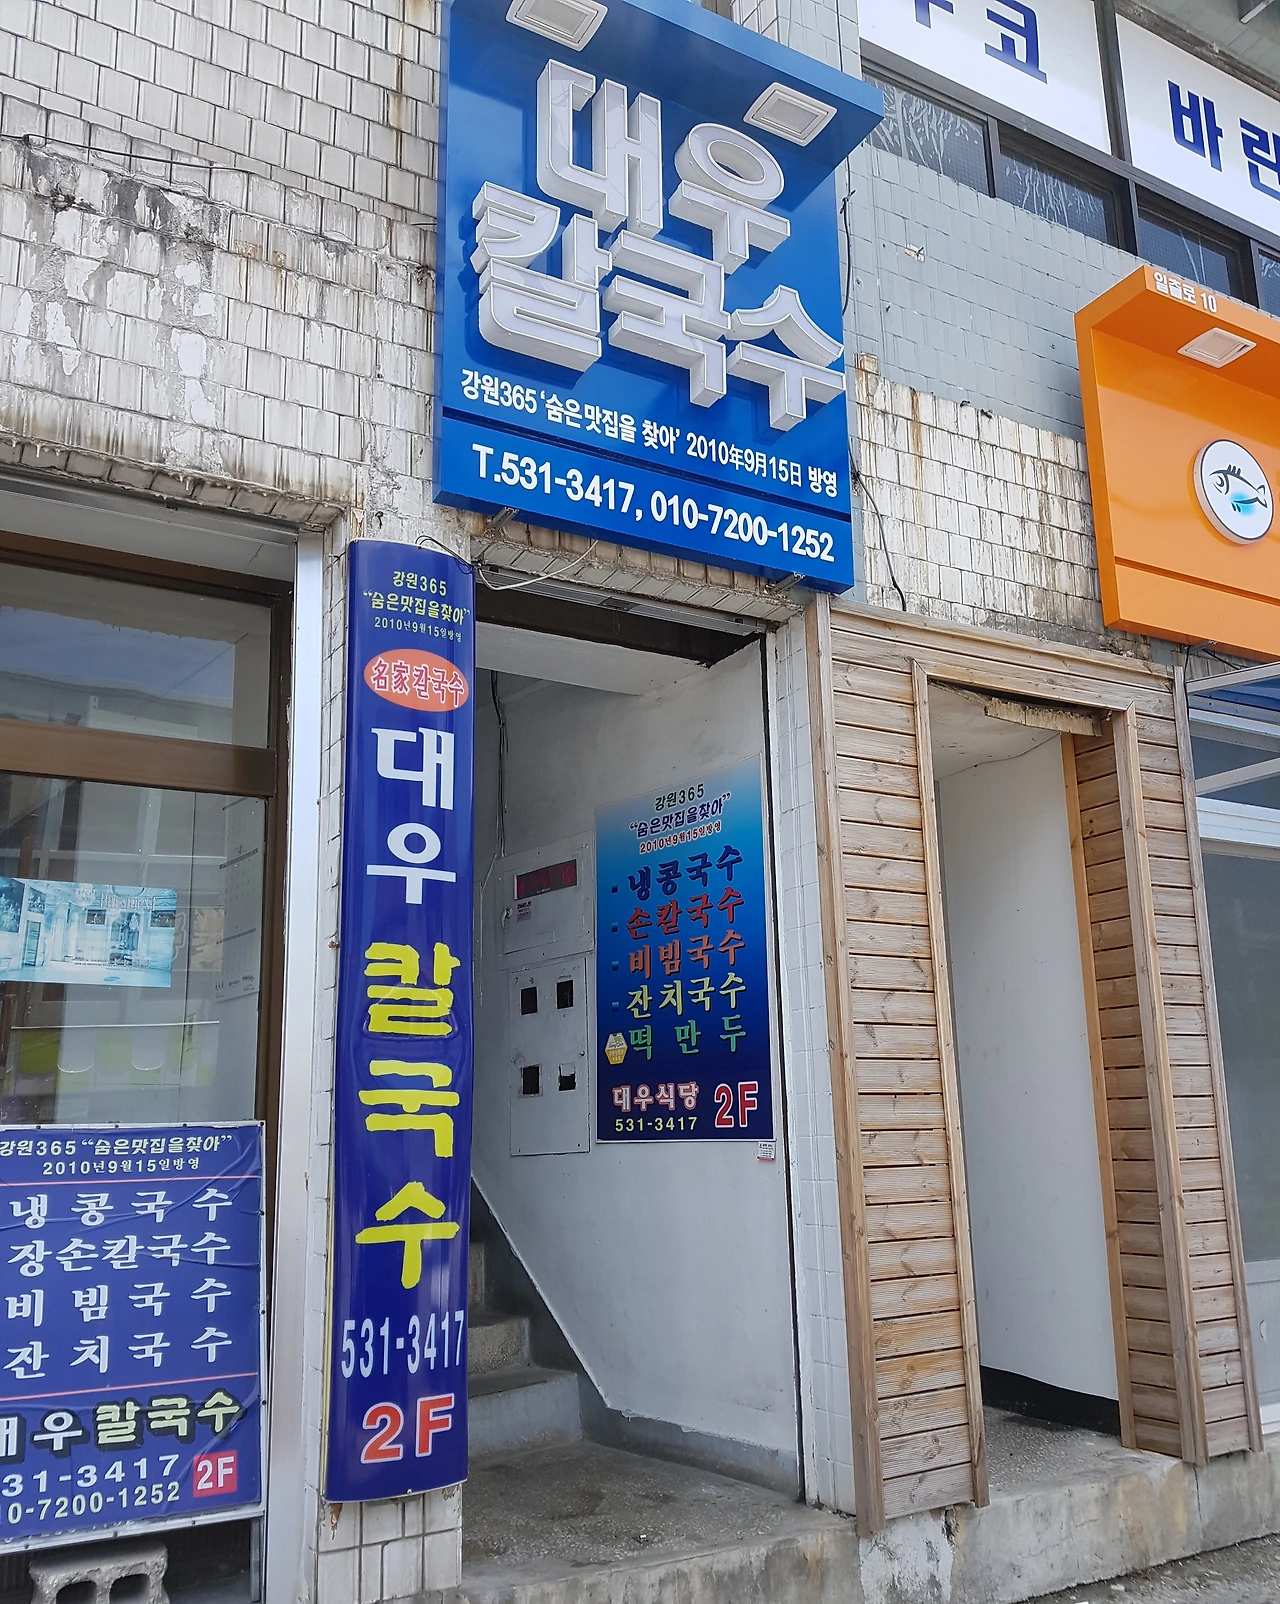 대우
칼국수
강원365 '숨은맛집을 찾아' 2010年9月15日 방영
T.531-3417, 010-7200-1252
코
바 린
일출로 10
강원365
"숨은맛집을찾아"
2010년9월15일방영
名家칼국수
대
우
칼
국
수
531-3417
2F
강원365
"숨은맛집을찾아"
2010년9월15일방영
냉콩국수
손칼국수
비빔국수
잔치국수
떡만두
대우식당 2F
531-3417
강원365 "숨은맛집을찾아"
2010년9월15일방영
냉콩국수
장손칼국수
비빔국수
잔치국수
대우칼국수
31-3417 2F
0-7200-1252